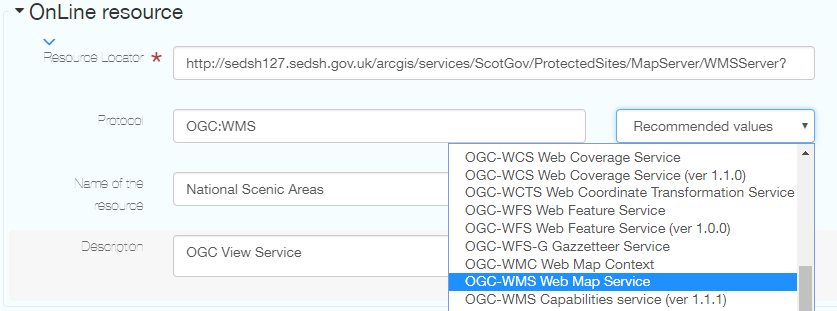 OnLine resource
Resource Locator * http://sedsh127.sedsh.gov.uk/arcgis/services/ScotGov/ProtectedSites/MapServer/WMSServer?
Protocol OGC:WMS Recommended values
OGC-WCS Web Coverage Service
OGC-WCS Web Coverage Service (ver 1.1.0)
OGC-WCTS Web Coordinate Transformation Service
OGC-WFS Web Feature Service
OGC-WFS Web Feature Service (ver 1.0.0)
OGC-WFS-G Gazzetteer Service
OGC-WMC Web Map Context
OGC-WMS Web Map Service
OGC-WMS Capabilities service (ver 1.1.1)
Name of the
resource
National Scenic Areas
Description OGC View Service